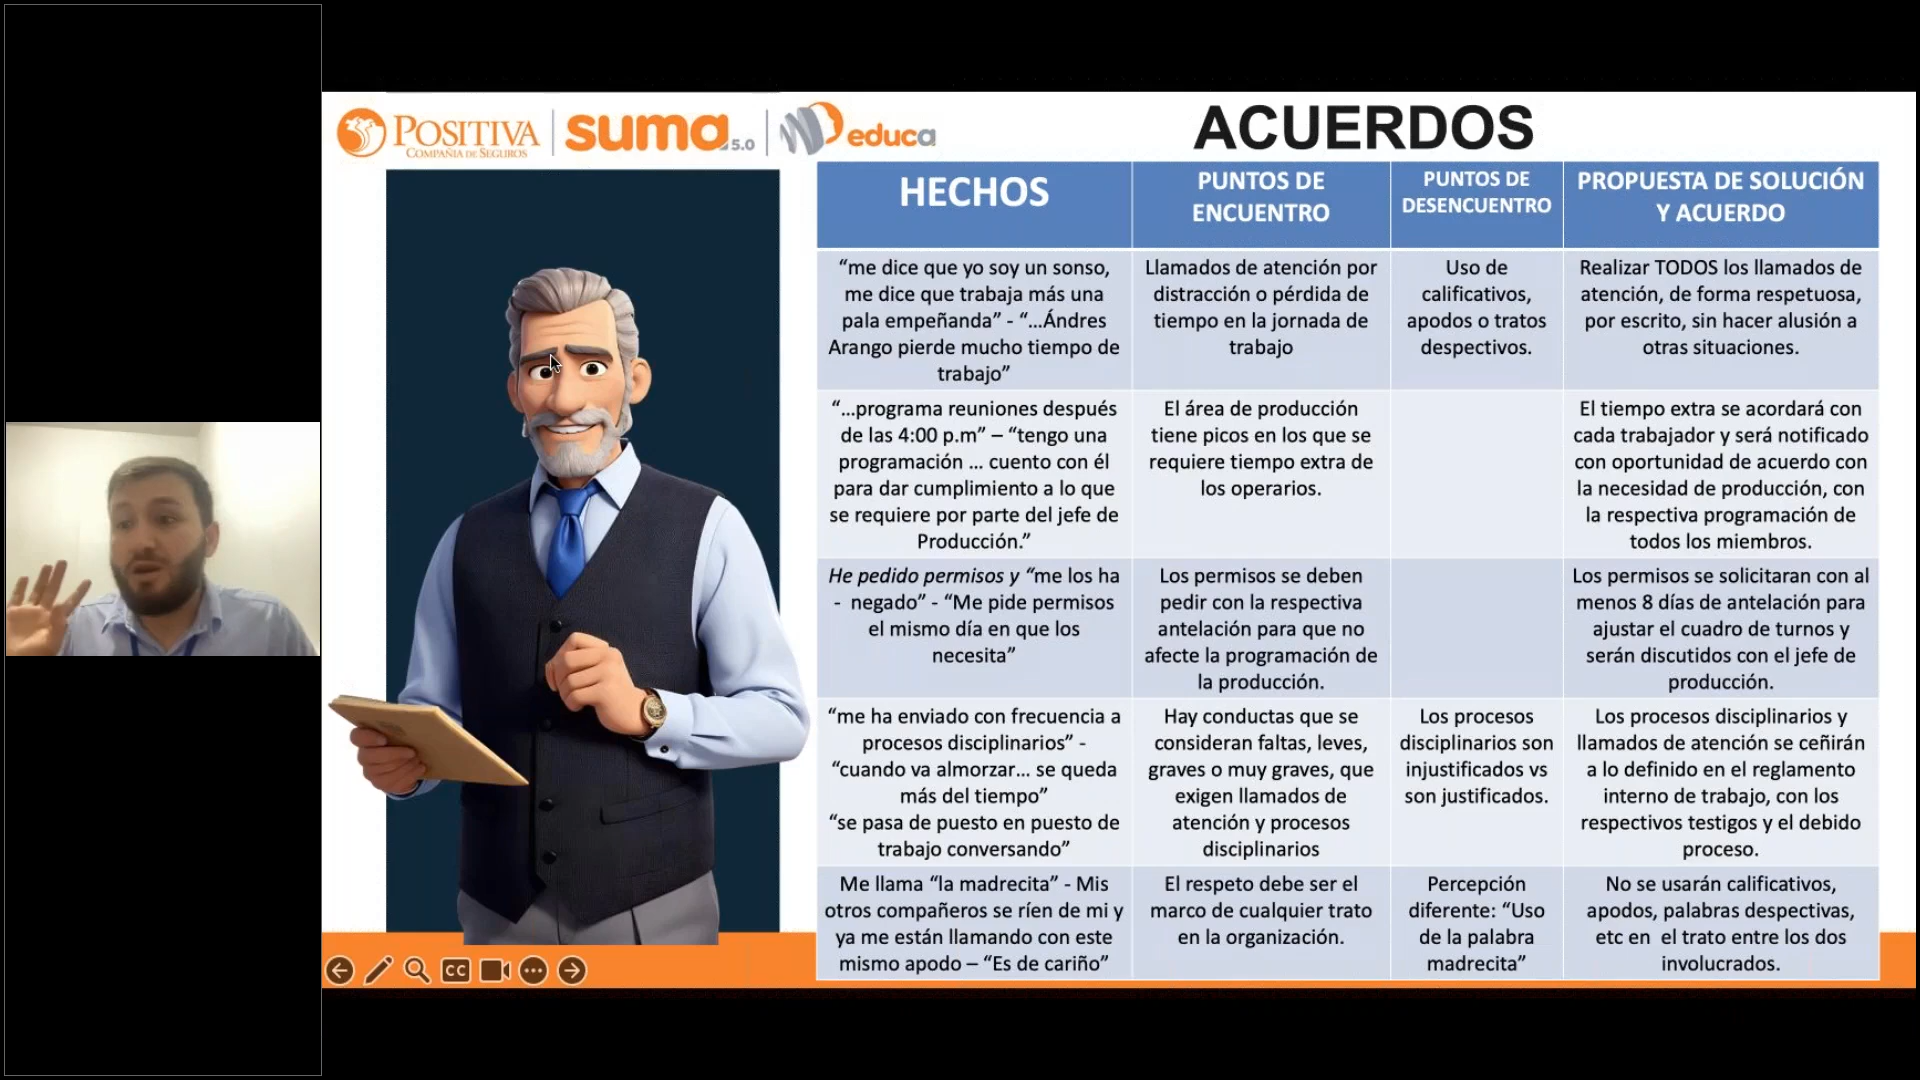 POSITIVA
COMPAÑÍA DE SEGUROS
suma 5.0
educa
ACUERDOS
HECHOS
PUNTOS DE
ENCUENTRO
PUNTOS DE
DESENCUENTRO
PROPUESTA DE SOLUCIÓN
Y ACUERDO
“me dice que yo soy un sonso,
me dice que trabaja más una
pala empeñanda” - “...Ándres
Arango pierde mucho tiempo de
trabajo”
Llamados de atención por
distracción o pérdida de
tiempo en la jornada de
trabajo
Uso de
calificativos,
apodos o tratos
despectivos.
Realizar TODOS los llamados de
atención, de forma respetuosa,
por escrito, sin hacer alusión a
otras situaciones.
“...programa reuniones después
de las 4:00 p.m” – “tengo una
programación ... cuento con él
para dar cumplimiento a lo que
se requiere por parte del jefe de
Producción.”
El área de producción
tiene picos en los que se
requiere tiempo extra de
los operarios.
El tiempo extra se acordará con
cada trabajador y será notificado
con oportunidad de acuerdo con
la necesidad de producción, con
la respectiva programación de
todos los miembros.
He pedido permisos y “me los ha
- negado” - “Me pide permisos
el mismo día en que los
necesita”
Los permisos se deben
pedir con la respectiva
antelación para que no
afecte la programación de
la producción.
Los permisos se solicitaran con al
menos 8 días de antelación para
ajustar el cuadro de turnos y
serán discutidos con el jefe de
producción.
“me ha enviado con frecuencia a
procesos disciplinarios” -
“cuando va almorzar... se queda
más del tiempo”
“se pasa de puesto en puesto de
trabajo conversando”
Hay conductas que se
consideran faltas, leves,
graves o muy graves, que
exigen llamados de
atención y procesos
disciplinarios
Los procesos
disciplinarios son
injustificados vs
son justificados.
Los procesos disciplinarios y
llamados de atención se ceñirán
a lo definido en el reglamento
interno de trabajo, con los
respectivos testigos y el debido
proceso.
Me llama “la madrecita” - Mis
otros compañeros se ríen de mi y
ya me están llamando con este
mismo apodo – “Es de cariño”
El respeto debe ser el
marco de cualquier trato
en la organización.
Percepción
diferente: “Uso
de la palabra
madrecita”
No se usarán calificativos,
apodos, palabras despectivas,
etc en el trato entre los dos
involucrados.
CC